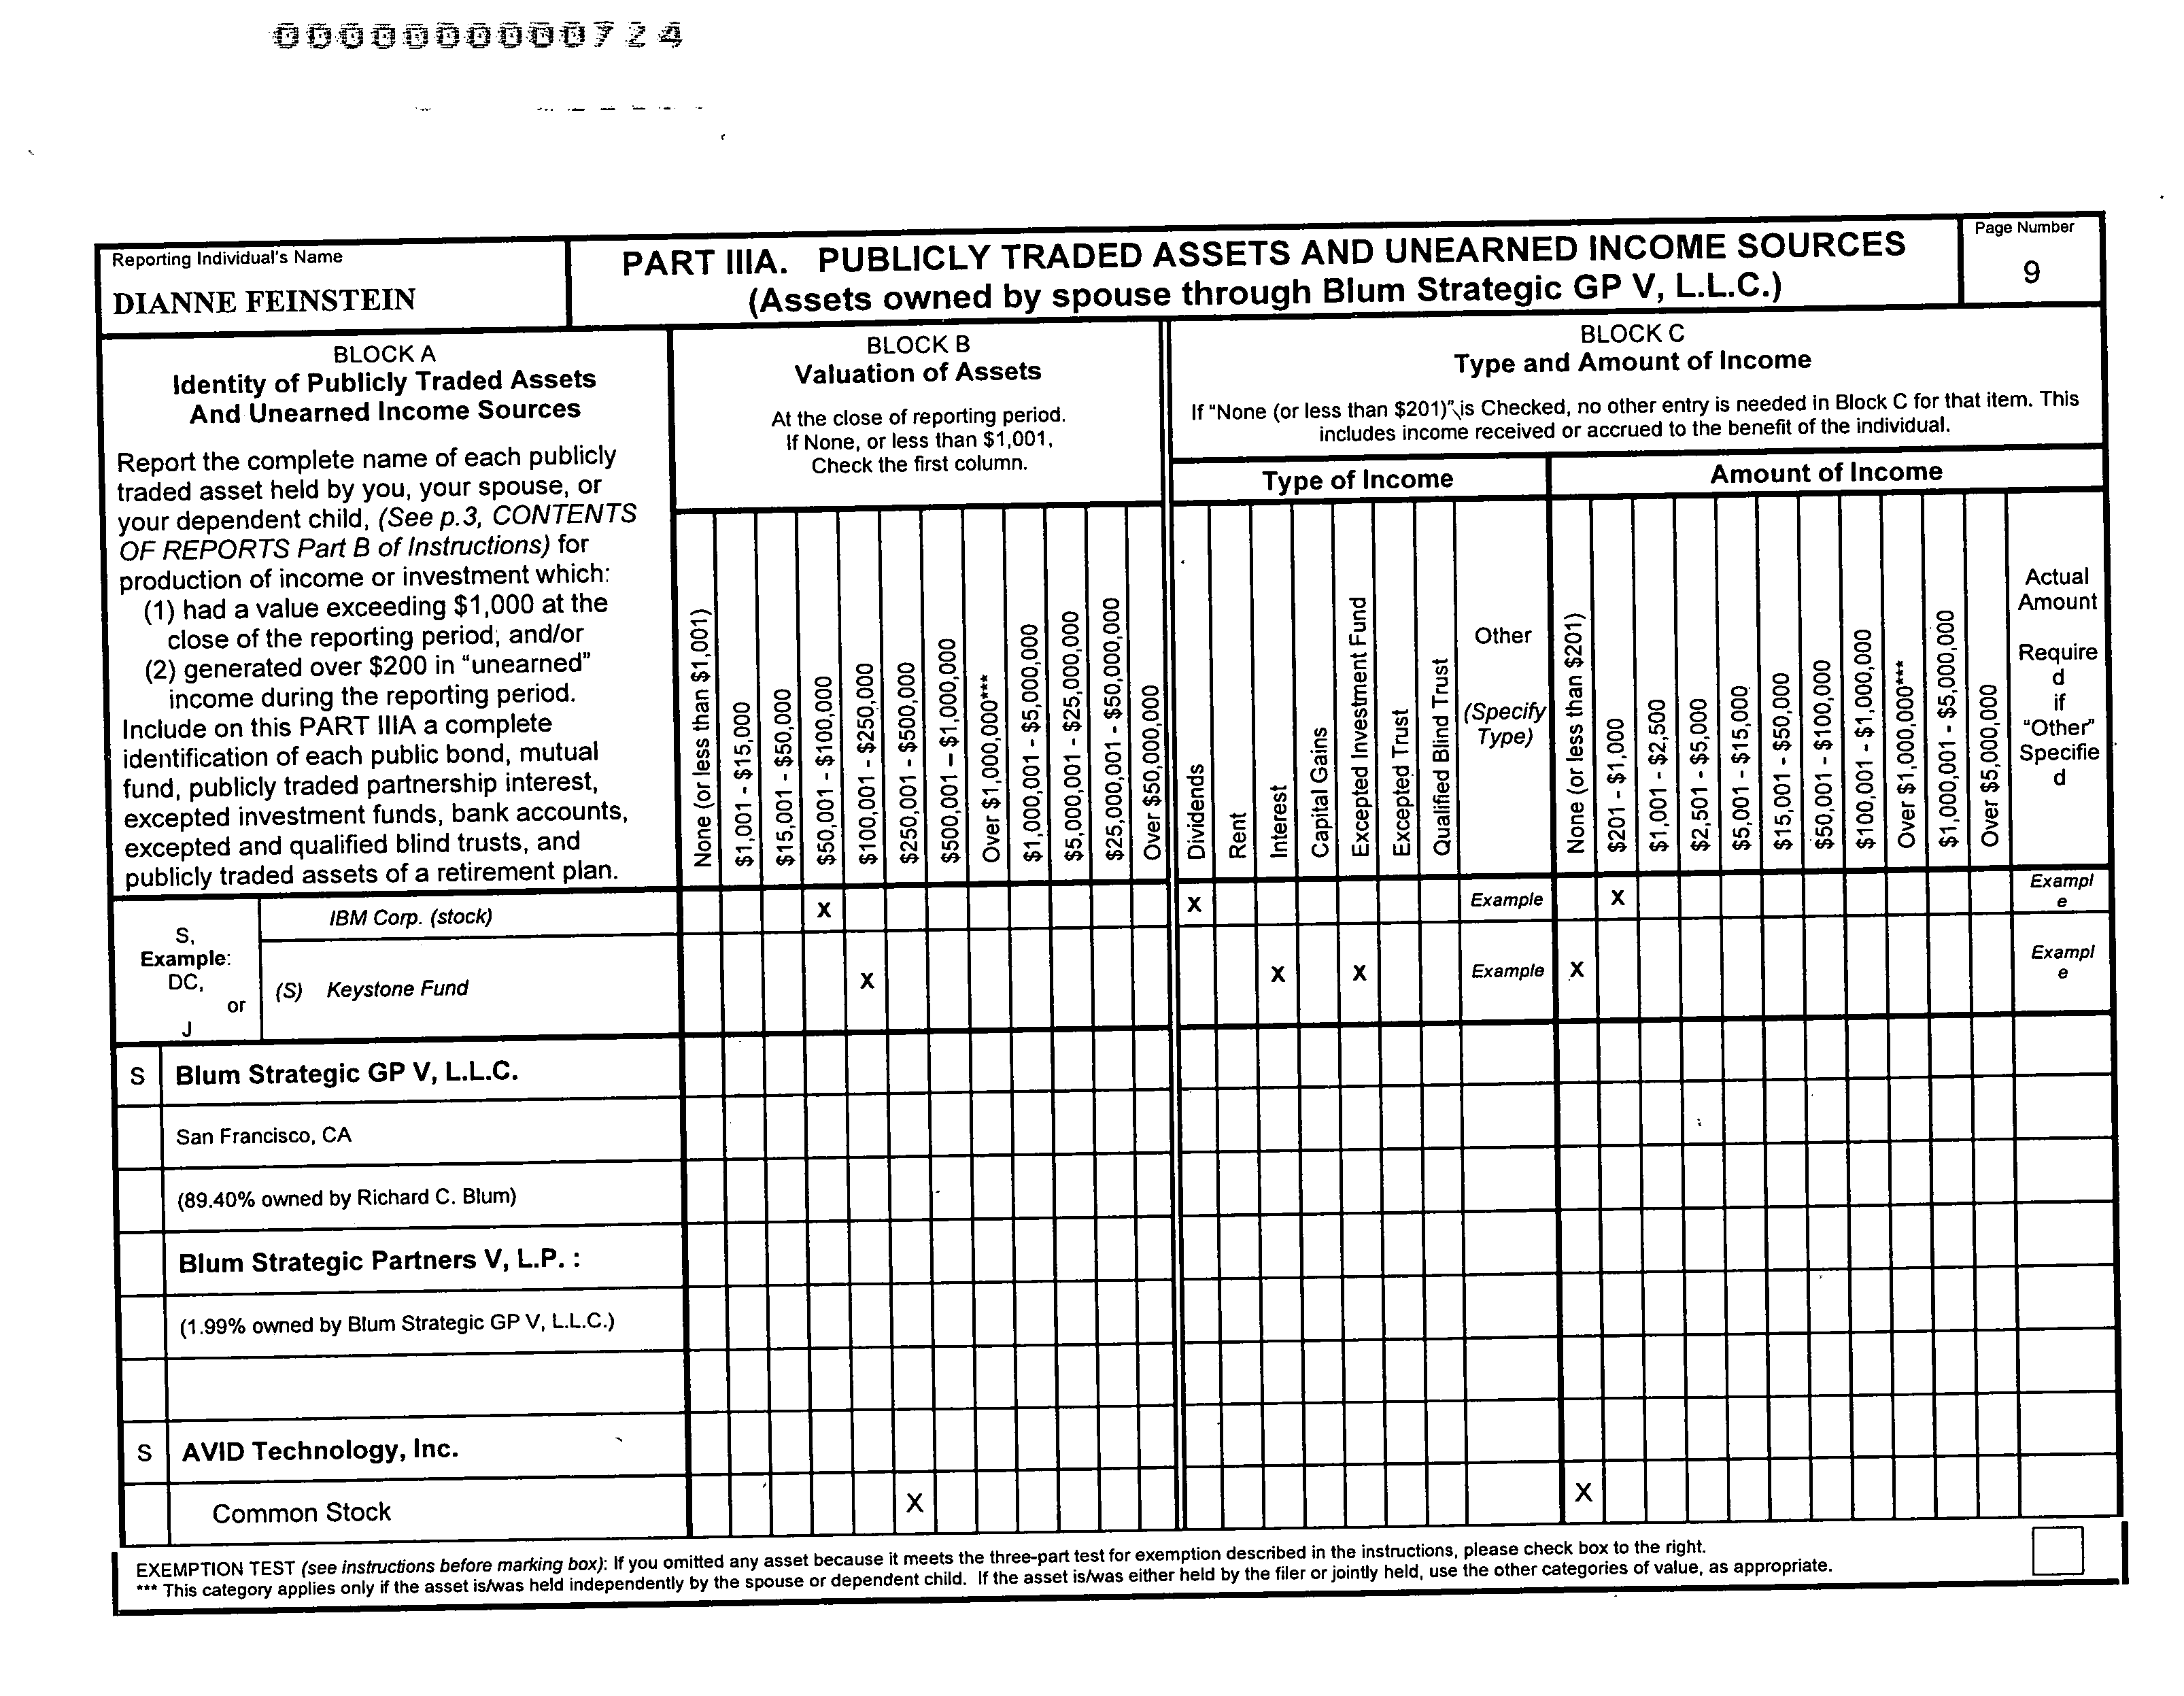 000000000724
Reporting Individual's Name
DIANNE FEINSTEIN
PART IIIA. PUBLICLY TRADED ASSETS AND UNEARNED INCOME SOURCES
(Assets owned by spouse through Blum Strategic GP V, L.L.C.)
Page Number
9
BLOCK A
Identity of Publicly Traded Assets
And Unearned Income Sources
Report the complete name of each publicly
traded asset held by you, your spouse, or
your dependent child, (See p.3, CONTENTS
OF REPORTS Part B of Instructions) for
production of income or investment which:
(1) had a value exceeding $1,000 at the
close of the reporting period; and/or
(2) generated over $200 in “unearned”
income during the reporting period.
Include on this PART IIIA a complete
identification of each public bond, mutual
fund, publicly traded partnership interest,
excepted investment funds, bank accounts,
excepted and qualified blind trusts, and
publicly traded assets of a retirement plan.
BLOCK B
Valuation of Assets
At the close of reporting period.
If None, or less than $1,001,
Check the first column.
None (or less than $1,001)
$1,001 - $15,000
$15,001 - $50,000
$50,001 - $100,000
$100,001 - $250,000
$250,001 - $500,000
$500,001 – $1,000,000
Over $1,000,000***
$1,000,001 - $5,000,000
$5,000,001 - $25,000,000
$25,000,001 - $50,000,000
Over $50,000,000
BLOCK C
Type and Amount of Income
If “None (or less than $201)” is Checked, no other entry is needed in Block C for that item. This
includes income received or accrued to the benefit of the individual.
Type of Income
Dividends
Rent
Interest
Capital Gains
Excepted Investment Fund
Excepted Trust
Qualified Blind Trust
Other
(Specify
Type)
Amount of Income
None (or less than $201)
$201 - $1,000
$1,001 - $2,500
$2,501 - $5,000
$5,001 - $15,000
$15,001 - $50,000
$50,001 - $100,000
$100,001 - $1,000,000
Over $1,000,000***
$1,000,001 - $5,000,000
Over $5,000,000
Actual
Amount
Require
d
if
“Other”
Specifie
d
S,
Example:
DC,
or
J
IBM Corp. (stock) X X Example X Exampl
e
(S) Keystone Fund X X X Example X Exampl
e
S Blum Strategic GP V, L.L.C.
San Francisco, CA
(89.40% owned by Richard C. Blum)
Blum Strategic Partners V, L.P. :
(1.99% owned by Blum Strategic GP V, L.L.C.)
S AVID Technology, Inc.
Common Stock X X
EXEMPTION TEST (see instructions before marking box): If you omitted any asset because it meets the three-part test for exemption described in the instructions, please check box to the right.
*** This category applies only if the asset is/was held independently by the spouse or dependent child. If the asset is/was either held by the filer or jointly held, use the other categories of value, as appropriate.